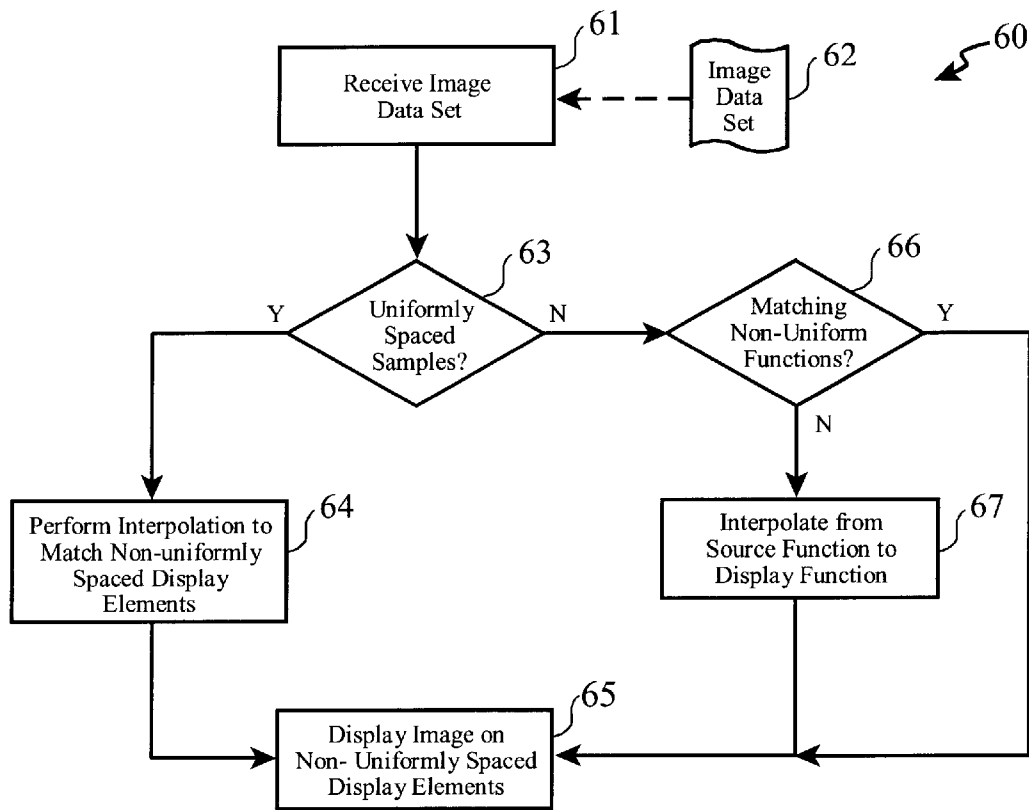 60
61
Receive Image
Data Set
62
Image
Data
Set
63
Uniformly
Spaced
Samples?
Y
N
66
Matching
Non-Uniform
Functions?
Y
N
64
Perform Interpolation to
Match Non-uniformly
Spaced Display
Elements
67
Interpolate from
Source Function to
Display Function
65
Display Image on
Non- Uniformly Spaced
Display Elements